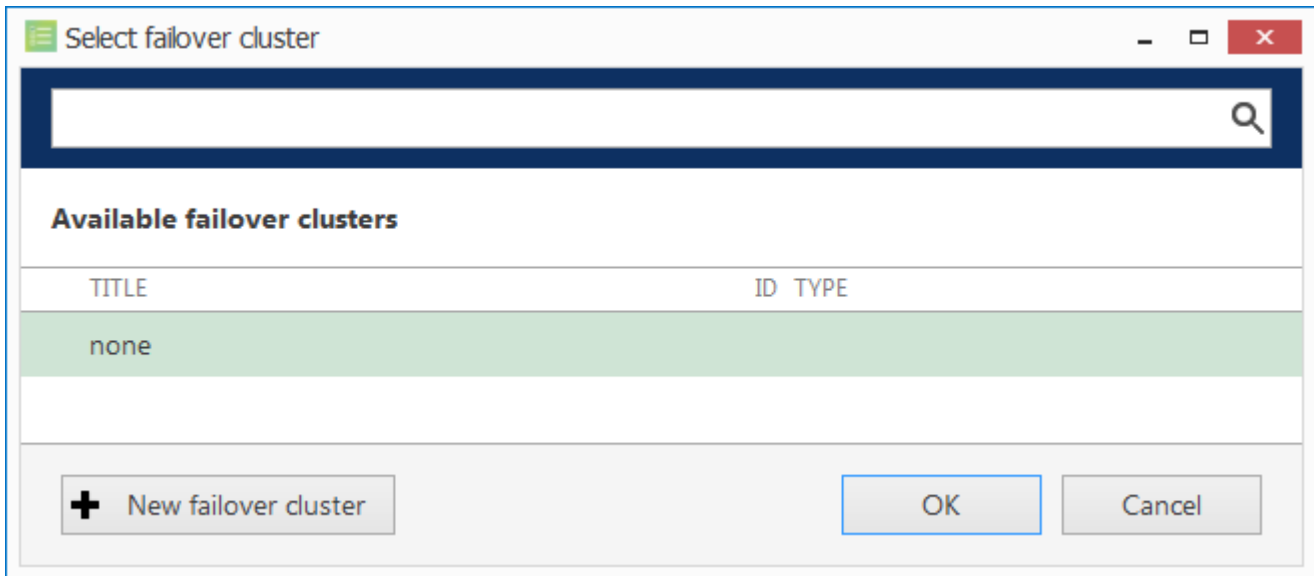 Select failover cluster
Available failover clusters
TITLE ID TYPE
none
New failover cluster OK Cancel